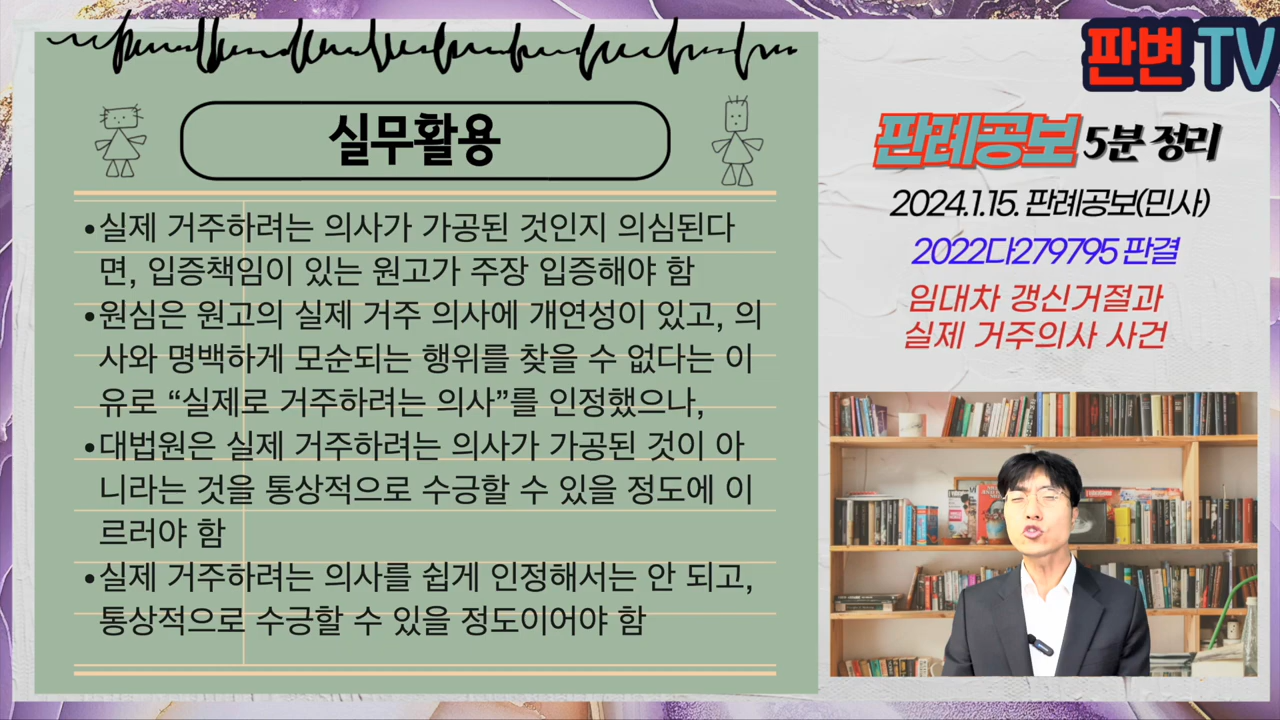 실무활용
•실제 거주하려는 의사가 가공된 것인지 의심된다
면, 입증책임이 있는 원고가 주장 입증해야 함
•원심은 원고의 실제 거주 의사에 개연성이 있고, 의
사와 명백하게 모순되는 행위를 찾을 수 없다는 이
유로 “실제로 거주하려는 의사”를 인정했으나,
•대법원은 실제 거주하려는 의사가 가공된 것이 아
니라는 것을 통상적으로 수긍할 수 있을 정도에 이
르러야 함
•실제 거주하려는 의사를 쉽게 인정해서는 안 되고,
통상적으로 수긍할 수 있을 정도이어야 함
판변 TV
판례공보 5분 정리
2024.1.15. 판례공보(민사)
2022다279795 판결
임대차 갱신거절과
실제 거주의사 사건